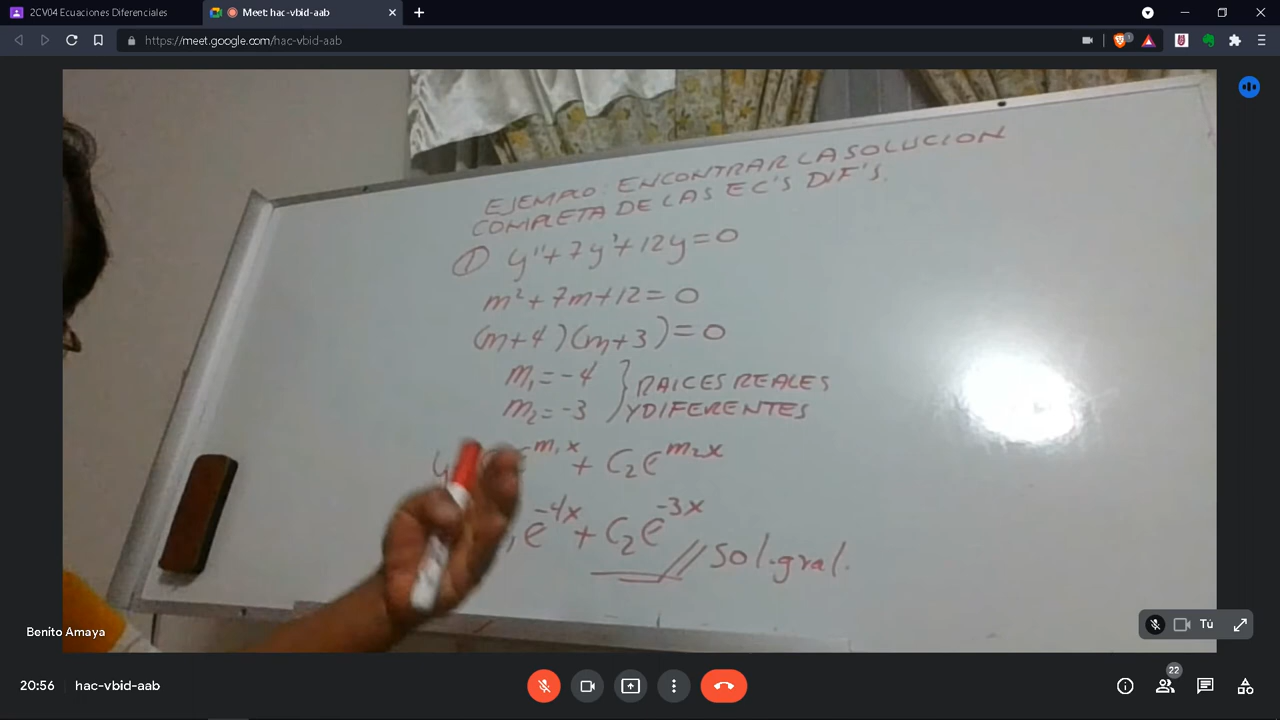 2CV04 Ecuaciones Diferenciales
Meet: hac-vbid-aab
https://meet.google.com/hac-vbid-aab
EJEMPLO: ENCONTRAR LA SOLUCION
COMPLETA DE LAS EC'S DIF'S.
① y''+7y'+12y=0
m²+7m+12=0
(m+4)(m+3)=0
m₁=-4
m₂=-3
} RAICES REALES
Y DIFERENTES
e^m₁x + C₂e^m₂x
e^-4x + C₂e^-3x // sol.gral.
Benito Amaya
Tú
20:56 hac-vbid-aab
22